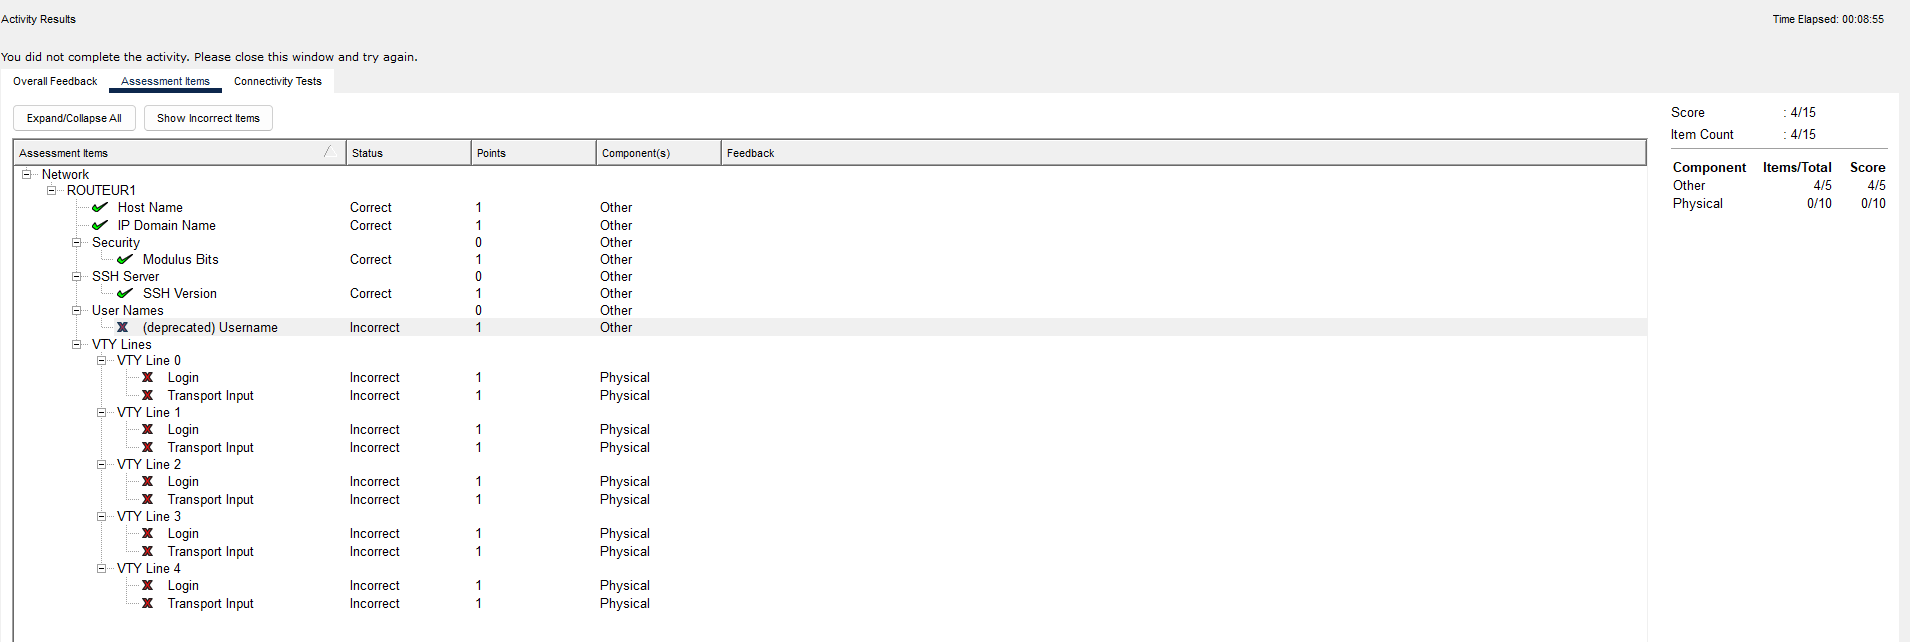 Activity Results
Time Elapsed: 00:08:55
You did not complete the activity. Please close this window and try again.
Overall Feedback Assessment Items Connectivity Tests
Expand/Collapse All Show Incorrect Items
Assessment Items Status Points Component(s) Feedback
Network
ROUTEUR1
Host Name Correct 1 Other
IP Domain Name Correct 1 Other
Security 0 Other
Modulus Bits Correct 1 Other
SSH Server 0 Other
SSH Version Correct 1 Other
User Names 0 Other
(deprecated) Username Incorrect 1 Other
VTY Lines
VTY Line 0
Login Incorrect 1 Physical
Transport Input Incorrect 1 Physical
VTY Line 1
Login Incorrect 1 Physical
Transport Input Incorrect 1 Physical
VTY Line 2
Login Incorrect 1 Physical
Transport Input Incorrect 1 Physical
VTY Line 3
Login Incorrect 1 Physical
Transport Input Incorrect 1 Physical
VTY Line 4
Login Incorrect 1 Physical
Transport Input Incorrect 1 Physical
Score : 4/15
Item Count : 4/15
Component Items/Total Score
Other 4/5 4/5
Physical 0/10 0/10